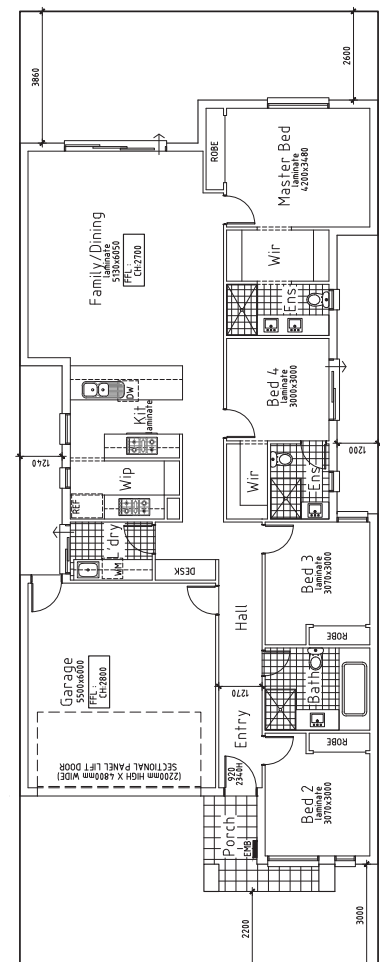 3860
2600
ROBE
Master Bed
laminate
4200x3480
Family/Dining
laminate
5130x6050
FFL :
CH:2700
Wir
Ens
DW
Kit
laminate
Bed 4
laminate
3000x3000
1240
1200
Wip
REF
Wir
Ens
L'dry
WM
DESK
Hall
Bed 3
laminate
3070x3000
ROBE
Garage
5500x6000
FFL :
CH:2800
(2200mm HIGH X 4800mm WIDE)
SECTIONAL PANEL LIFT DOOR
1270
Entry
Bath
ROBE
920
2340H
Porch
EMB
Bed 2
laminate
3070x3000
2200
3000